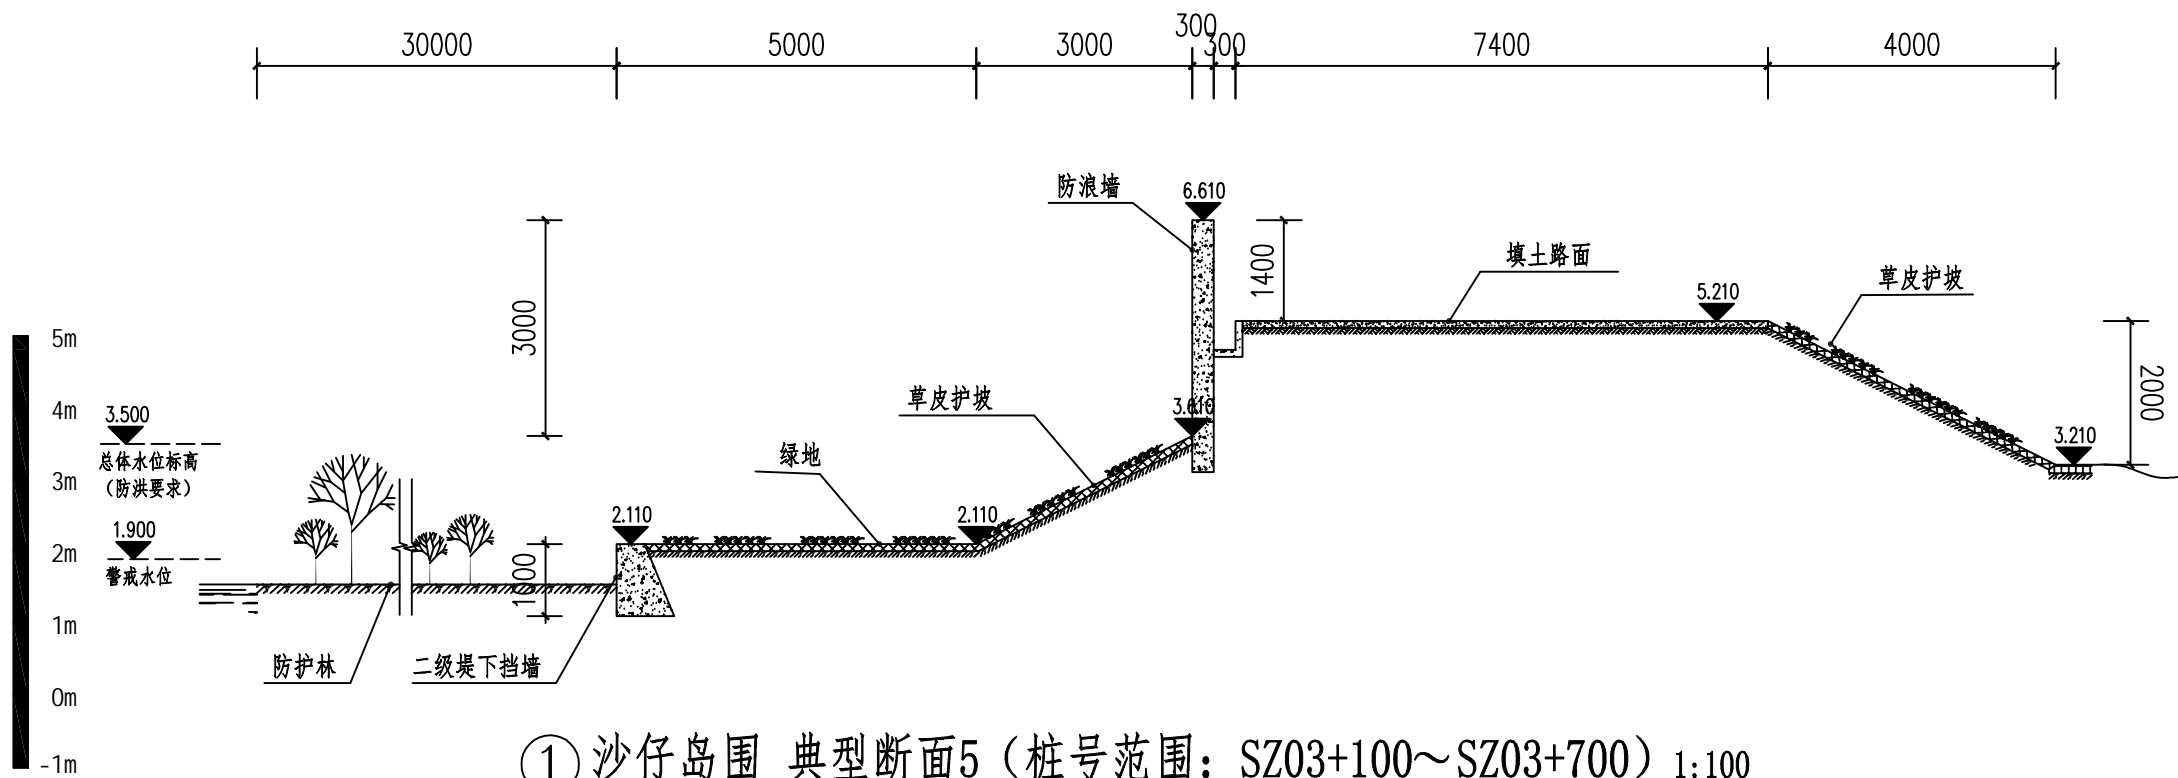 30000 5000 3000 300 300 7400 4000
防浪墙 6.610
填土路面
1400
草皮护坡
5.210
3000
5m
2000
草皮护坡
3.610
4m
3.500
3.210
绿地
总体水位标高
（防洪要求）
3m
2.110 2.110
1.900
2m
警戒水位
1000
1m
防护林 二级堤下挡墙
0m
① 沙仔岛围 典型断面5（桩号范围：SZ03+100～SZ03+700）1:100
-1m